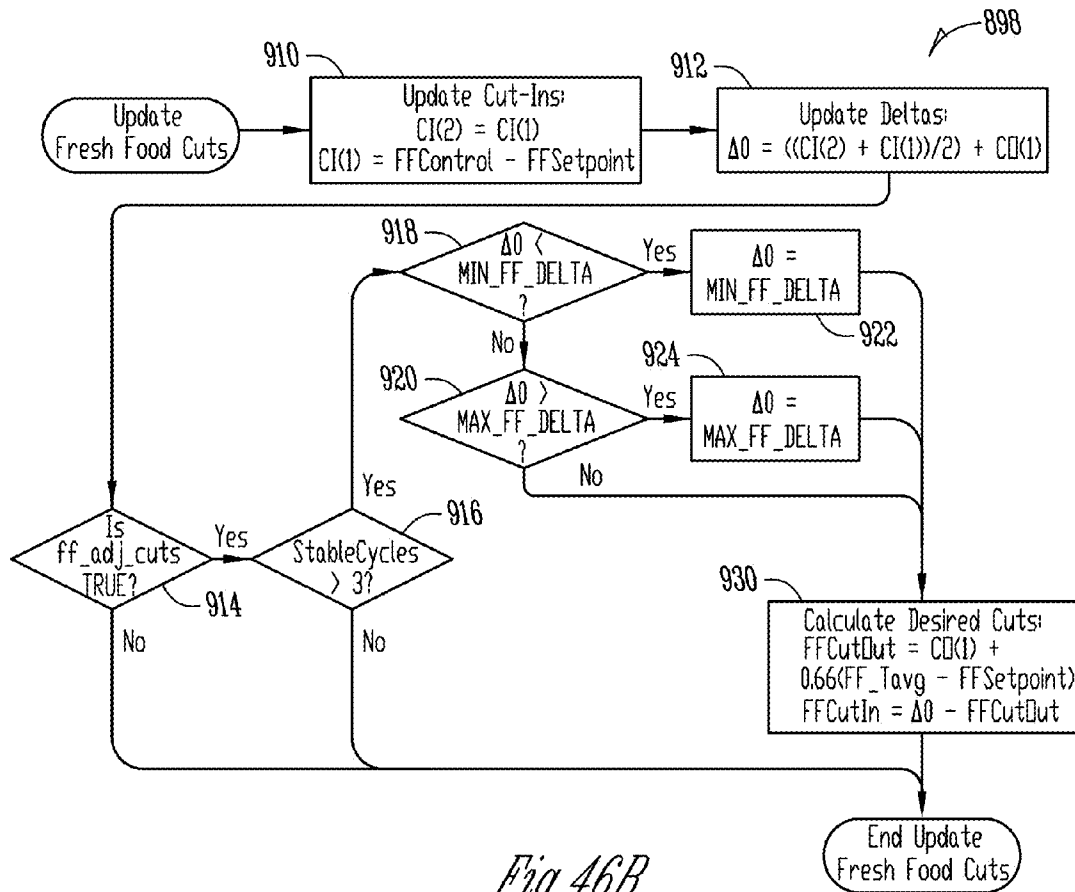 898
910
912
Update
Fresh Food Cuts
Update Cut-Ins:
CI(2) = CI(1)
CI(1) = FFControl - FFSetpoint
Update Deltas:
Δ0 = ((CI(2) + CI(1))/2) + CO(1)
918
Δ0 <
MIN_FF_DELTA
?
Yes
Δ0 =
MIN_FF_DELTA
922
No
920
Δ0 >
MAX_FF_DELTA
?
Yes
924
Δ0 =
MAX_FF_DELTA
No
Is
ff_adj_cuts
TRUE?
914
Yes
No
StableCycles
> 3?
916
Yes
No
930
Calculate Desired Cuts:
FFCutOut = CO(1) +
0.66(FF_Tavg - FFSetpoint)
FFCutIn = Δ0 - FFCutOut
End Update
Fresh Food Cuts
Fig. 46B